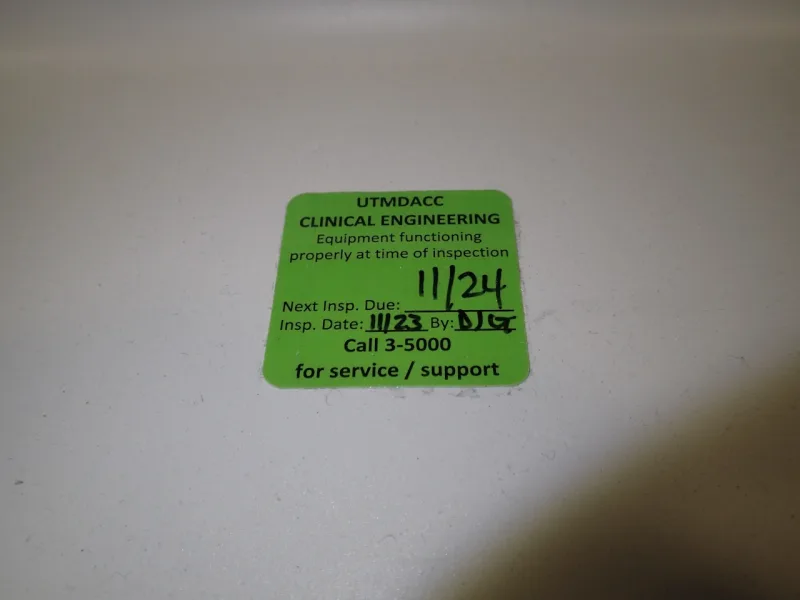 UTMDACC
CLINICAL ENGINEERING
Equipment functioning
properly at time of inspection
Next Insp. Due: 11/24
Insp. Date: 11/23 By: DJG
Call 3-5000
for service / support